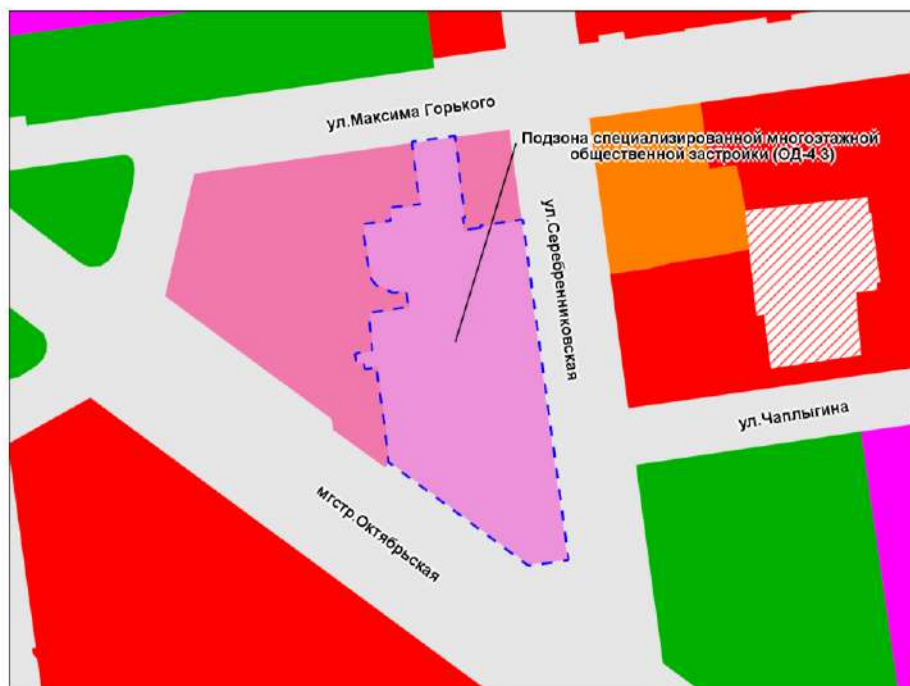 ул.Максима Горького
Подзона специализированной многоэтажной
общественной застройки (ОД-4.3)
ул.Серебренниковская
ул.Чаплыгина
мгстр.Октябрьская